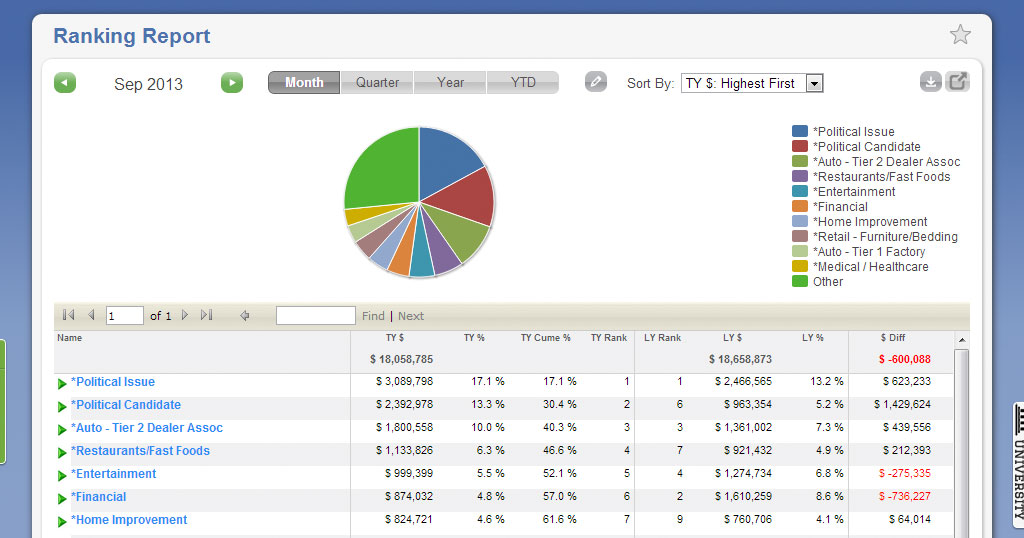 Ranking Report
Sep 2013 Month Quarter Year YTD Sort By: TY $: Highest First
*Political Issue
*Political Candidate
*Auto - Tier 2 Dealer Assoc
*Restaurants/Fast Foods
*Entertainment
*Financial
*Home Improvement
*Retail - Furniture/Bedding
*Auto - Tier 1 Factory
*Medical / Healthcare
Other
1 of 1 Find | Next
Name TY $ TY % TY Cume % TY Rank LY Rank LY $ LY % $ Diff
$ 18,058,785 $ 18,658,873 $ -600,088
*Political Issue $ 3,089,798 17.1 % 17.1 % 1 1 $ 2,466,565 13.2 % $ 623,233
*Political Candidate $ 2,392,978 13.3 % 30.4 % 2 6 $ 963,354 5.2 % $ 1,429,624
*Auto - Tier 2 Dealer Assoc $ 1,800,558 10.0 % 40.3 % 3 3 $ 1,361,002 7.3 % $ 439,556
*Restaurants/Fast Foods $ 1,133,826 6.3 % 46.6 % 4 7 $ 921,432 4.9 % $ 212,393
*Entertainment $ 999,399 5.5 % 52.1 % 5 4 $ 1,274,734 6.8 % $ -275,335
*Financial $ 874,032 4.8 % 57.0 % 6 2 $ 1,610,259 8.6 % $ -736,227
*Home Improvement $ 824,721 4.6 % 61.6 % 7 9 $ 760,706 4.1 % $ 64,014
UNIVERSITY